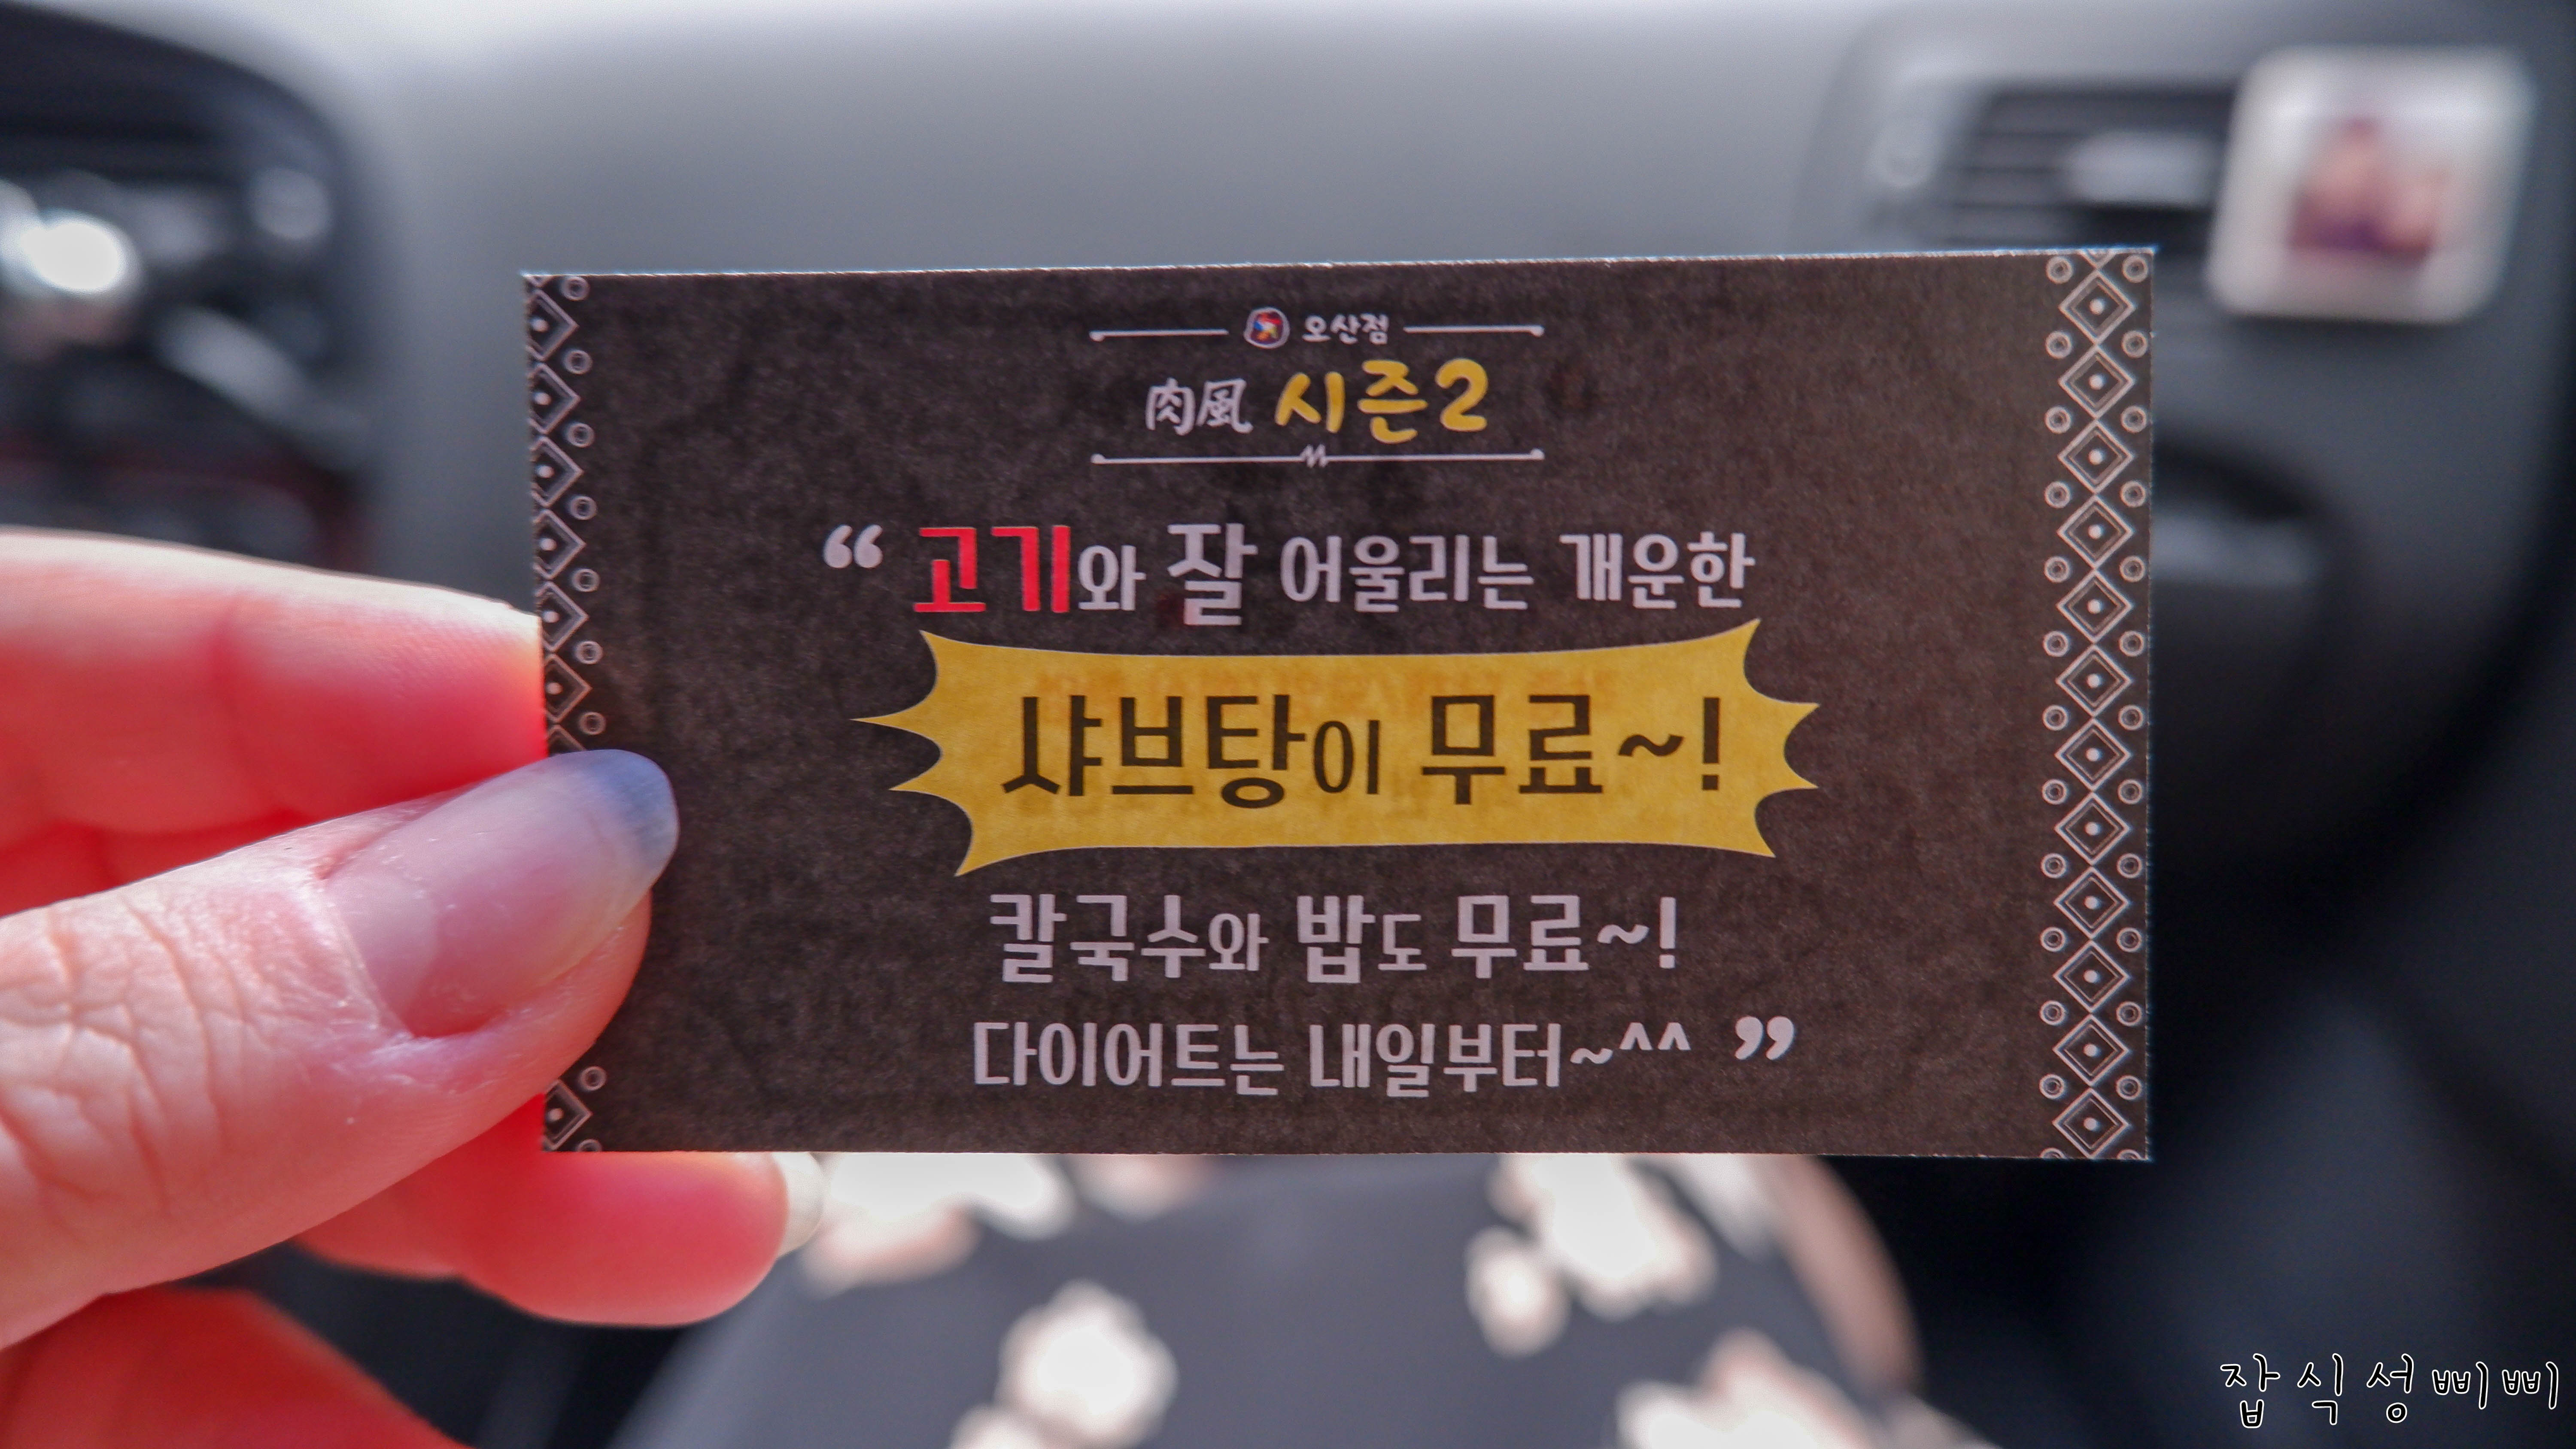 오산점
肉風 시즌2
“ 고기와 잘 어울리는 개운한
샤브탕이 무료~!
칼국수와 밥도 무료~!
다이어트는 내일부터~^^ ”
잡식성삐삐